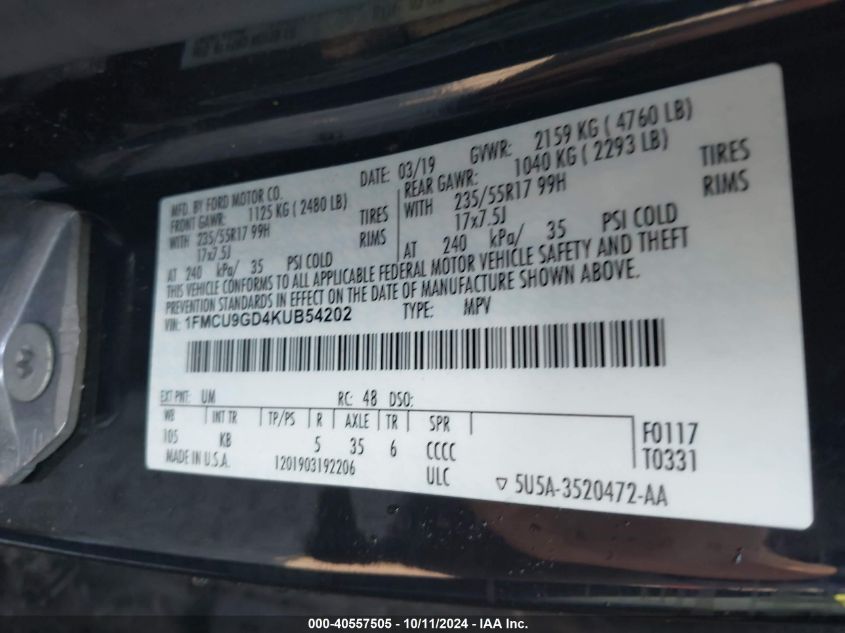 MFD. BY FORD MOTOR CO.
DATE: 03/19 GVWR: 2159 KG ( 4760 LB)
FRONT GAWR: 1125 KG ( 2480 LB)
WITH 235/55R17 99H TIRES
17x7.5J RIMS
AT 240 kPa/ 35 PSI COLD
REAR GAWR: 1040 KG ( 2293 LB)
WITH 235/55R17 99H TIRES
17x7.5J RIMS
AT 240 kPa/ 35 PSI COLD
THIS VEHICLE CONFORMS TO ALL APPLICABLE FEDERAL MOTOR VEHICLE SAFETY AND THEFT
PREVENTION STANDARDS IN EFFECT ON THE DATE OF MANUFACTURE SHOWN ABOVE.
VIN: 1FMCU9GD4KUB54202 TYPE: MPV
EXT PNT: UM RC: 48 DSO:
WB INT TR TP/PS R AXLE TR SPR
105 KB 5 35 6 CCCC
F0117
T0331
MADE IN U.S.A. 1201903192206 ULC
5U5A-3520472-AA
000-40557505 - 10/11/2024 - IAA Inc.